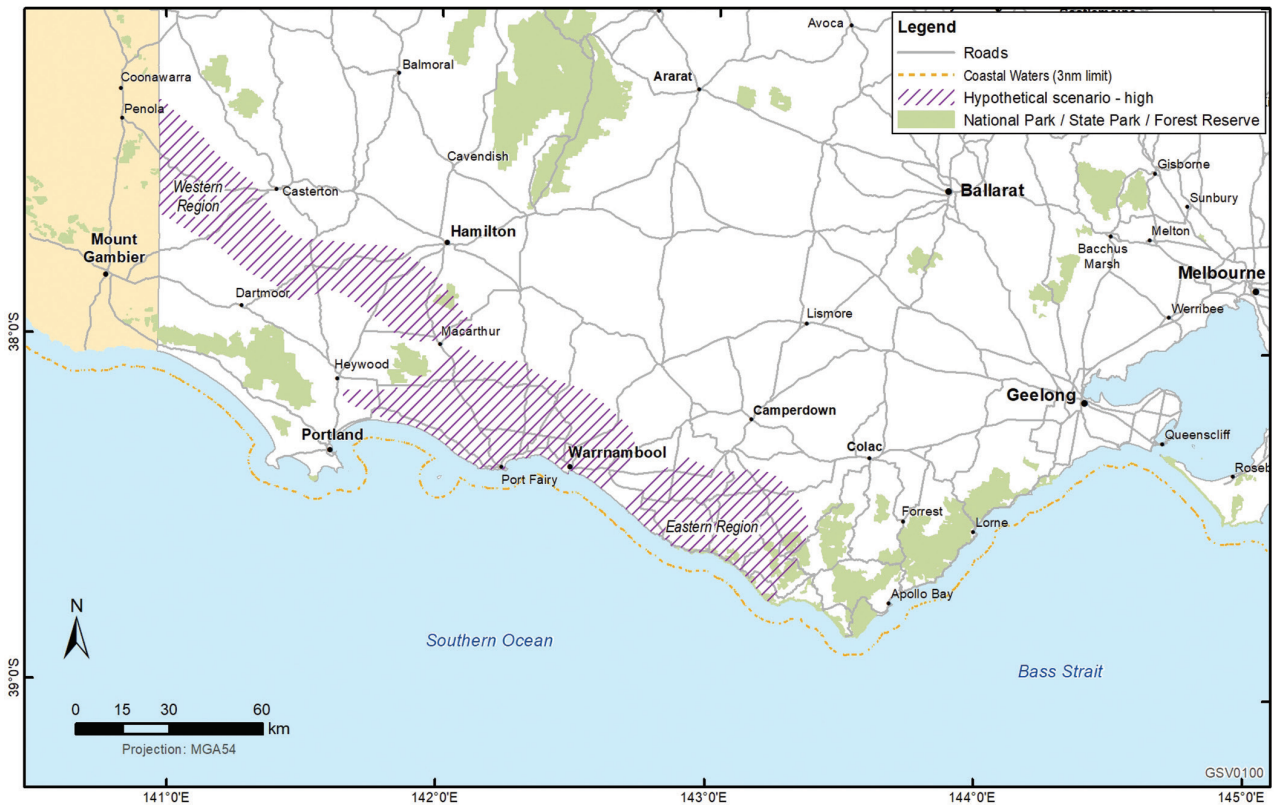 Avoca
Legend
Roads
Coastal Waters (3nm limit)
Hypothetical scenario - high
National Park / State Park / Forest Reserve
Coonawarra
Balmoral
Ararat
Penola
Cavendish
Gisborne
Western
Region
Casterton
Ballarat
Sunbury
Hamilton
Melton
Mount
Gambier
Bacchus
Marsh
Melbourne
Dartmoor
Lismore
Werribee
38°0'S
Macarthur
Heywood
Geelong
Camperdown
Portland
Warrnambool
Colac
Queenscliff
Port Fairy
Roseb
Eastern Region
Forrest
Lorne
Apollo Bay
N
Southern Ocean
Bass Strait
39°0'S
0 15 30 60
km
Projection: MGA54
GSV0100
141°0'E 142°0'E 143°0'E 144°0'E 145°0'E